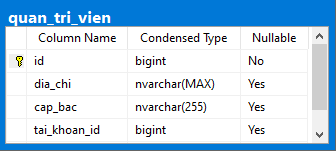 quan_tri_vien
Column Name Condensed Type Nullable
id bigint No
dia_chi nvarchar(MAX) Yes
cap_bac nvarchar(255) Yes
tai_khoan_id bigint Yes